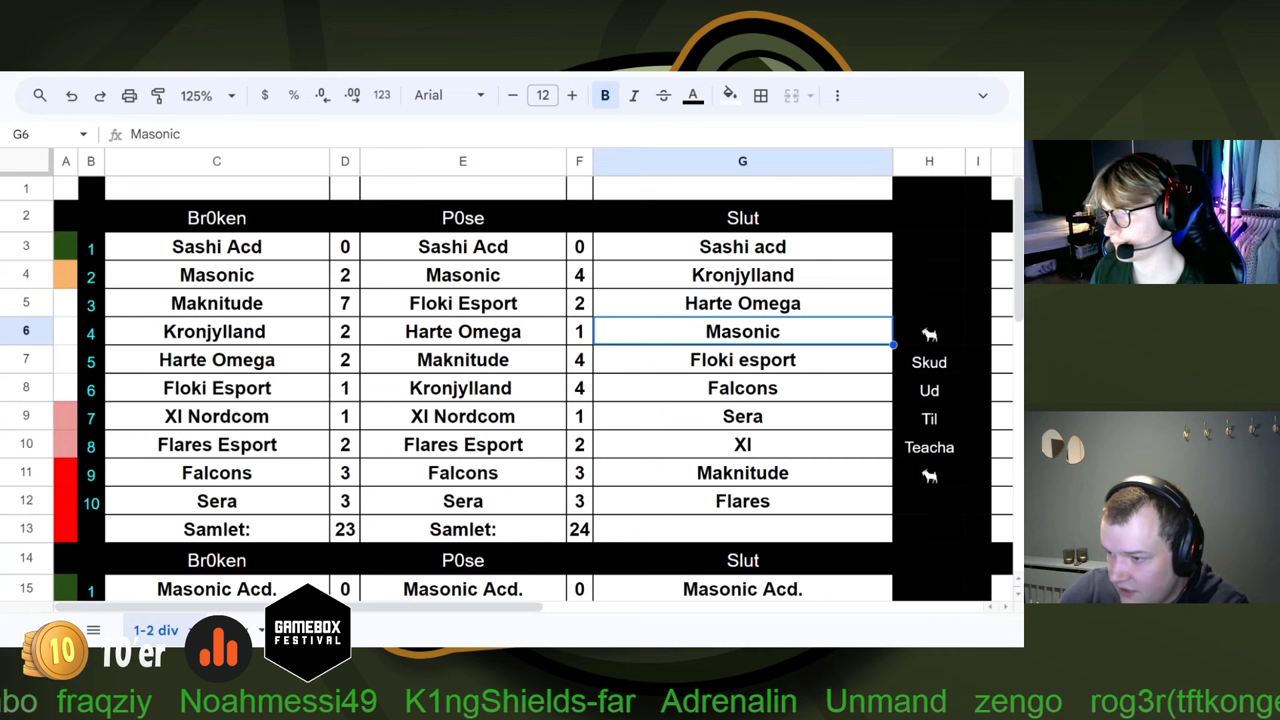 125% $ % .0 .00 123 Arial 12 B I A
G6 fx Masonic
A B C D E F G H I
1
2 Br0ken P0se Slut
3 1 Sashi Acd 0 Sashi Acd 0 Sashi acd
4 2 Masonic 2 Masonic 4 Kronjylland
5 3 Maknitude 7 Floki Esport 2 Harte Omega
6 4 Kronjylland 2 Harte Omega 1 Masonic
7 5 Harte Omega 2 Maknitude 4 Floki esport Skud
8 6 Floki Esport 1 Kronjylland 4 Falcons Ud
9 7 XI Nordcom 1 XI Nordcom 1 Sera Til
10 8 Flares Esport 2 Flares Esport 2 XI Teacha
11 9 Falcons 3 Falcons 3 Maknitude
12 10 Sera 3 Sera 3 Flares
13 Samlet: 23 Samlet: 24
14 Br0ken P0se Slut
15 1 Masonic Acd. 0 Masonic Acd. 0 Masonic Acd.
1-2 div
10 10'er
GAMEBOX
FESTIVAL
bo fraqziy Noahmessi49 K1ngShields-far Adrenalin Unmand zengo rog3r(tftkonge